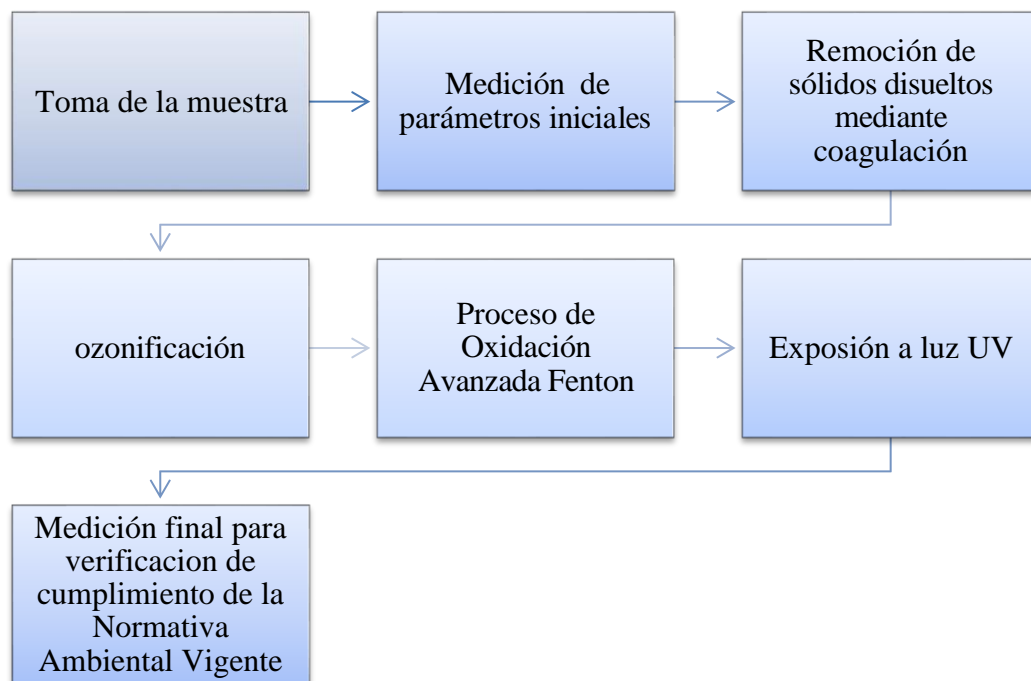 Toma de la muestra
Medición de
parámetros iniciales
Remoción de
sólidos disueltos
mediante
coagulación
ozonificación
Proceso de
Oxidación
Avanzada Fenton
Exposión a luz UV
Medición final para
verificacion de
cumplimiento de la
Normativa
Ambiental Vigente